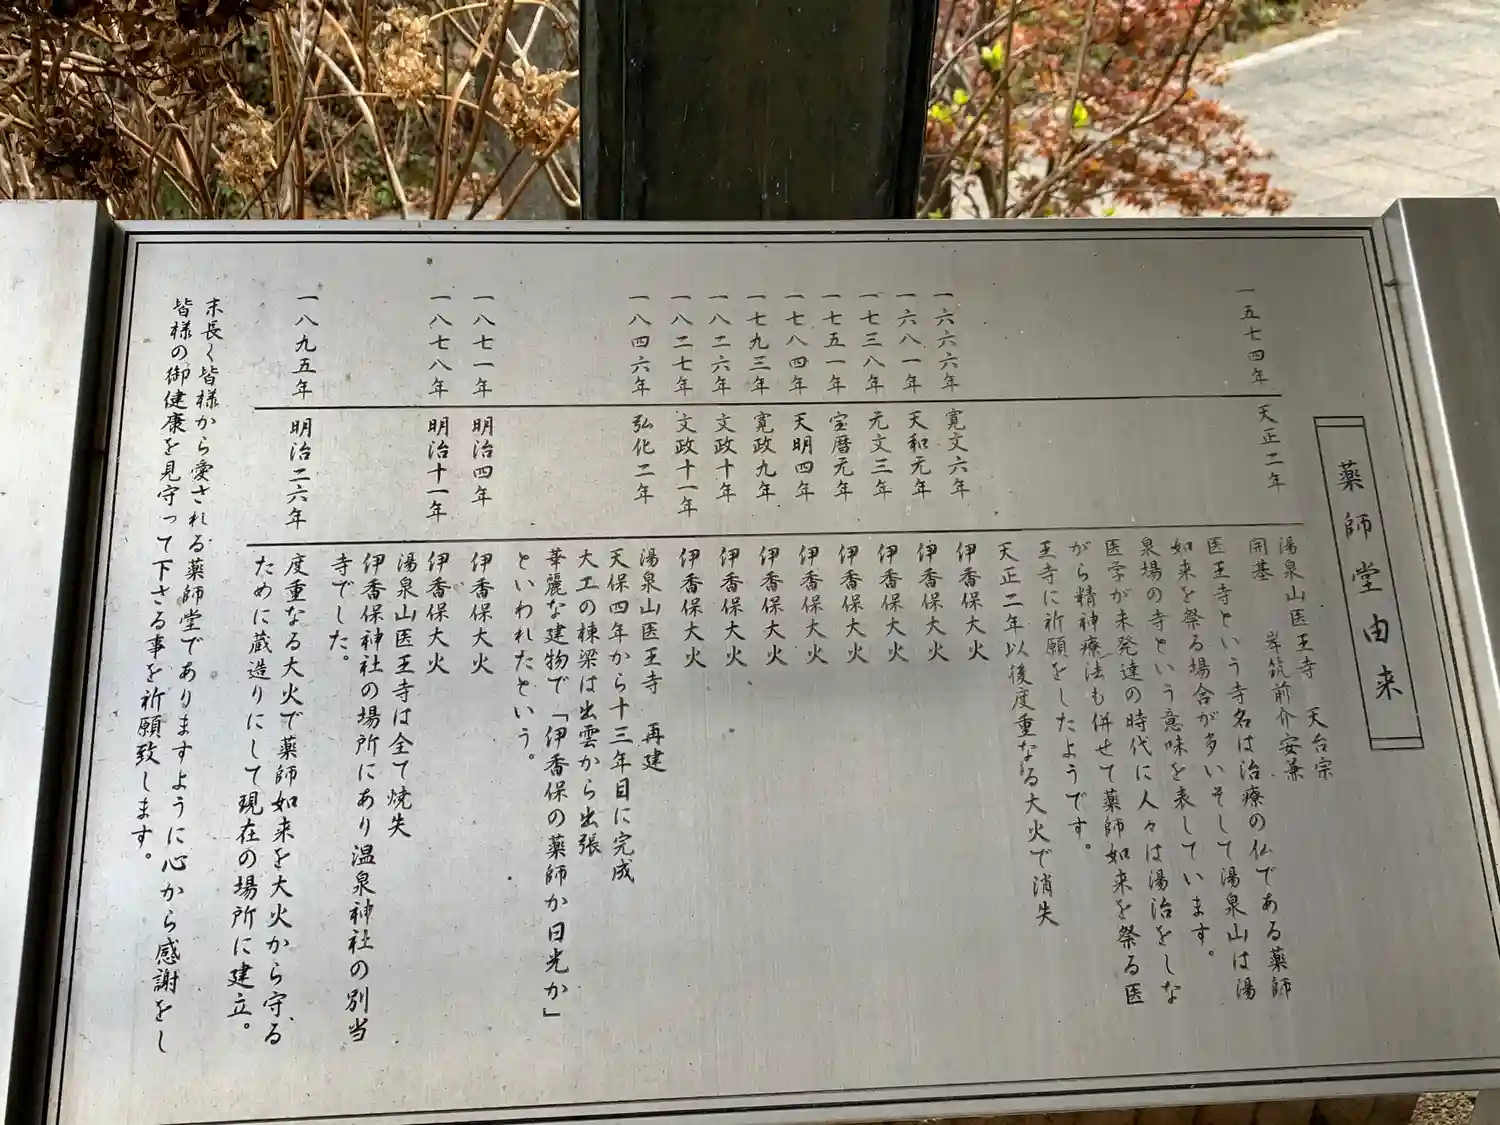 薬師堂由来
一五七四年 天正二年 湯泉山医王寺 天台宗
開基 岸筑前介安兼
医王寺という寺名は治療の仏である薬師
如来を祭る場合が多いそして湯泉山は湯
泉場の寺という意味を表しています。
医学が未発達の時代に人々は湯治をしな
がら精神療法も併せて薬師如来を祭る医
王寺に祈願をしたようです。
天正二年以後度重なる大火で消失
一六六六年 寛文六年 伊香保大火
一六八一年 天和元年 伊香保大火
一七三八年 元文三年 伊香保大火
一七五一年 宝暦元年 伊香保大火
一七八四年 天明四年 伊香保大火
一七九三年 寛政九年 伊香保大火
一八二六年 文政十年 伊香保大火
一八二七年 文政十一年 伊香保大火
一八四六年 弘化二年 湯泉山医王寺 再建
天保四年から十三年目に完成
大工の棟梁は出雲から出張
華麗な建物で「伊香保の薬師か日光か」
といわれたという。
一八七一年 明治四年 伊香保大火
一八七八年 明治十一年 伊香保大火
湯泉山医王寺は全て焼失
伊香保神社の場所にあり温泉神社の別当
寺でした。
一八九五年 明治二六年 度重なる大火で薬師如来を大火から守る
ために蔵造りにして現在の場所に建立。
末長く皆様から愛される薬師堂でありますように心から感謝をし
皆様の御健康を見守って下さる事を祈願致します。